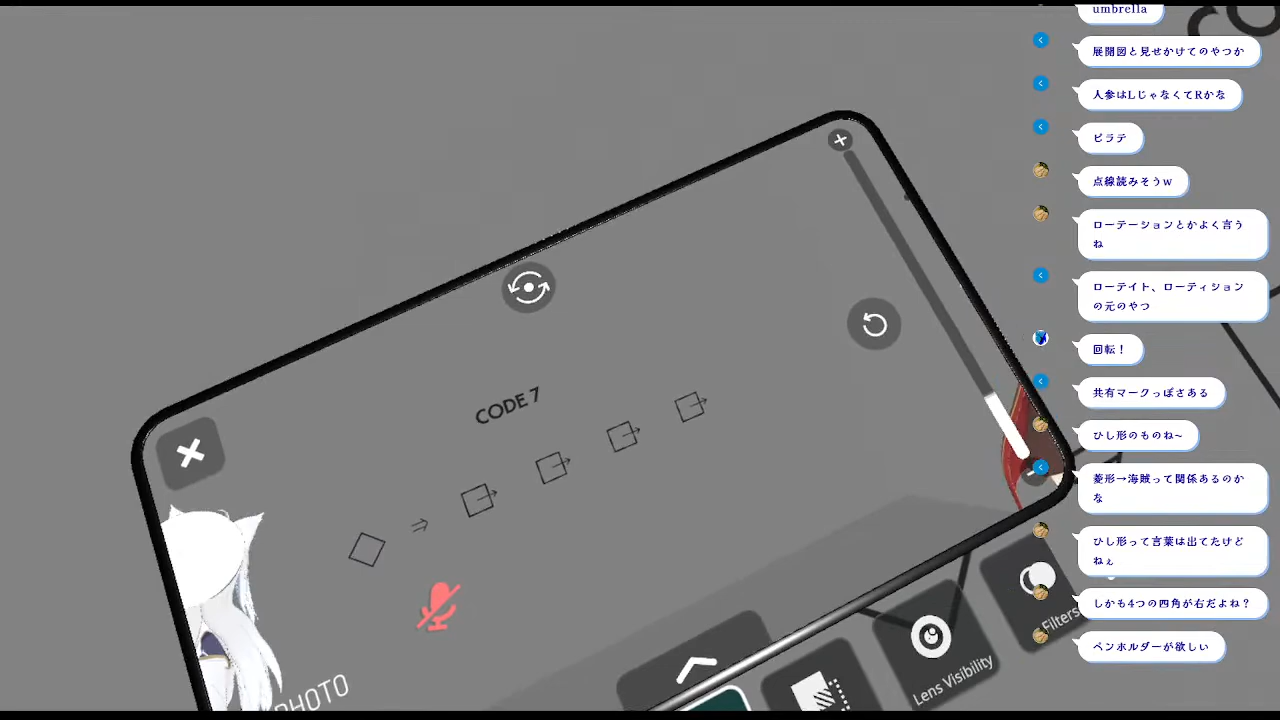 CODE 7
PHOTO
Lens Visibility
Filters
umbrella
展開図と見せかけてのやつか
人参はLじゃなくてRかな
ピラテ
点線読みそうw
ローテーションとかよく言う
ね
ローテイト、ローティション
の元のやつ
回転！
共有マークっぽさある
ひし形のものね~
菱形→海賊って関係あるのか
な
ひし形って言葉は出てたけど
ねぇ
しかも4つの四角が右だよね？
ペンホルダーが欲しい